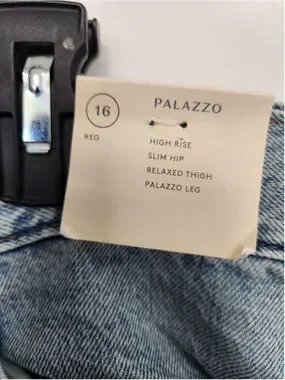 16
REG
PALAZZO
HIGH RISE
SLIM HIP
RELAXED THIGH
PALAZZO LEG